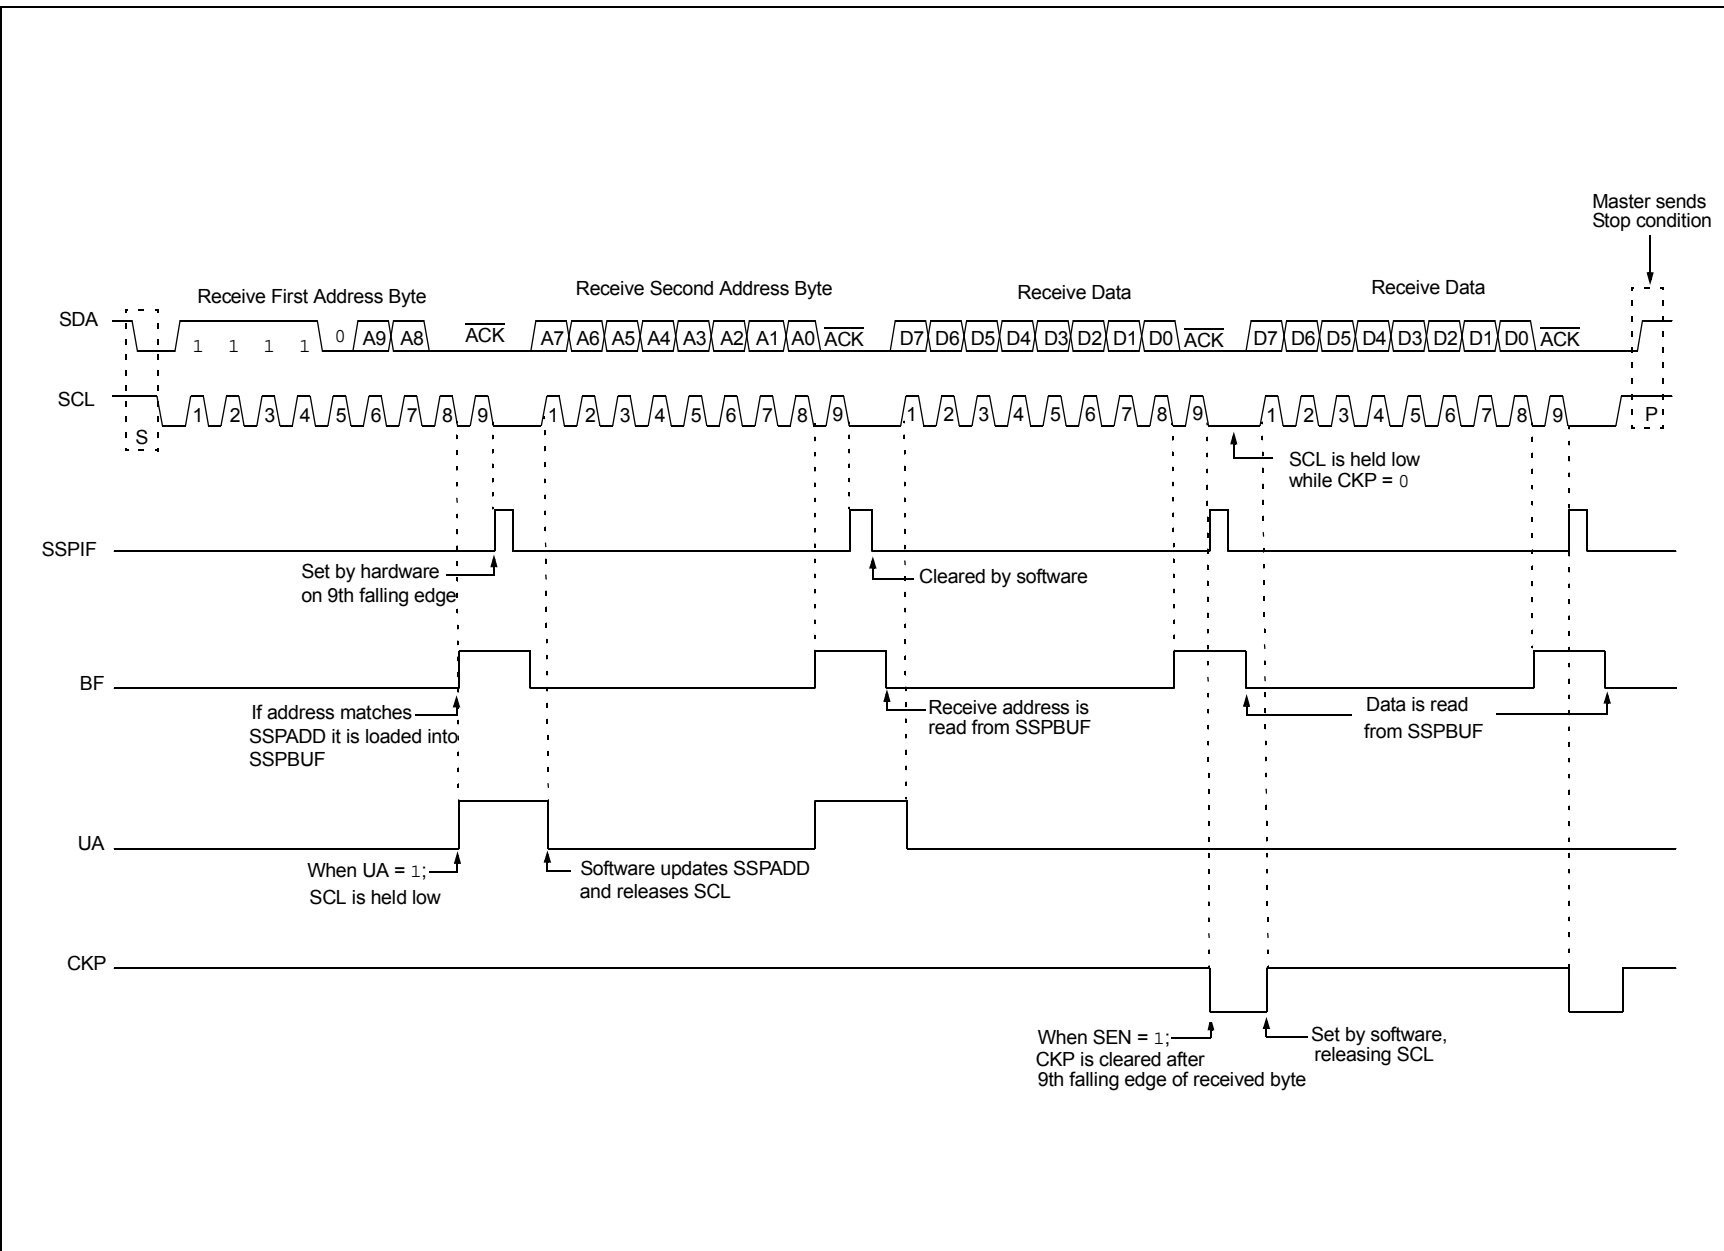 Master sends
Stop condition
Receive First Address Byte
Receive Second Address Byte
Receive Data
Receive Data
SDA
1 1 1 1 0 A9 A8 ACK A7 A6 A5 A4 A3 A2 A1 A0 ACK D7 D6 D5 D4 D3 D2 D1 D0 ACK D7 D6 D5 D4 D3 D2 D1 D0 ACK
SCL
S 1 2 3 4 5 6 7 8 9 1 2 3 4 5 6 7 8 9 1 2 3 4 5 6 7 8 9 1 2 3 4 5 6 7 8 9 P
SCL is held low
while CKP = 0
SSPIF
Set by hardware
on 9th falling edge
Cleared by software
BF
If address matches
SSPADD it is loaded into
SSPBUF
Receive address is
read from SSPBUF
Data is read
from SSPBUF
UA
When UA = 1;
SCL is held low
Software updates SSPADD
and releases SCL
CKP
When SEN = 1;
CKP is cleared after
9th falling edge of received byte
Set by software,
releasing SCL